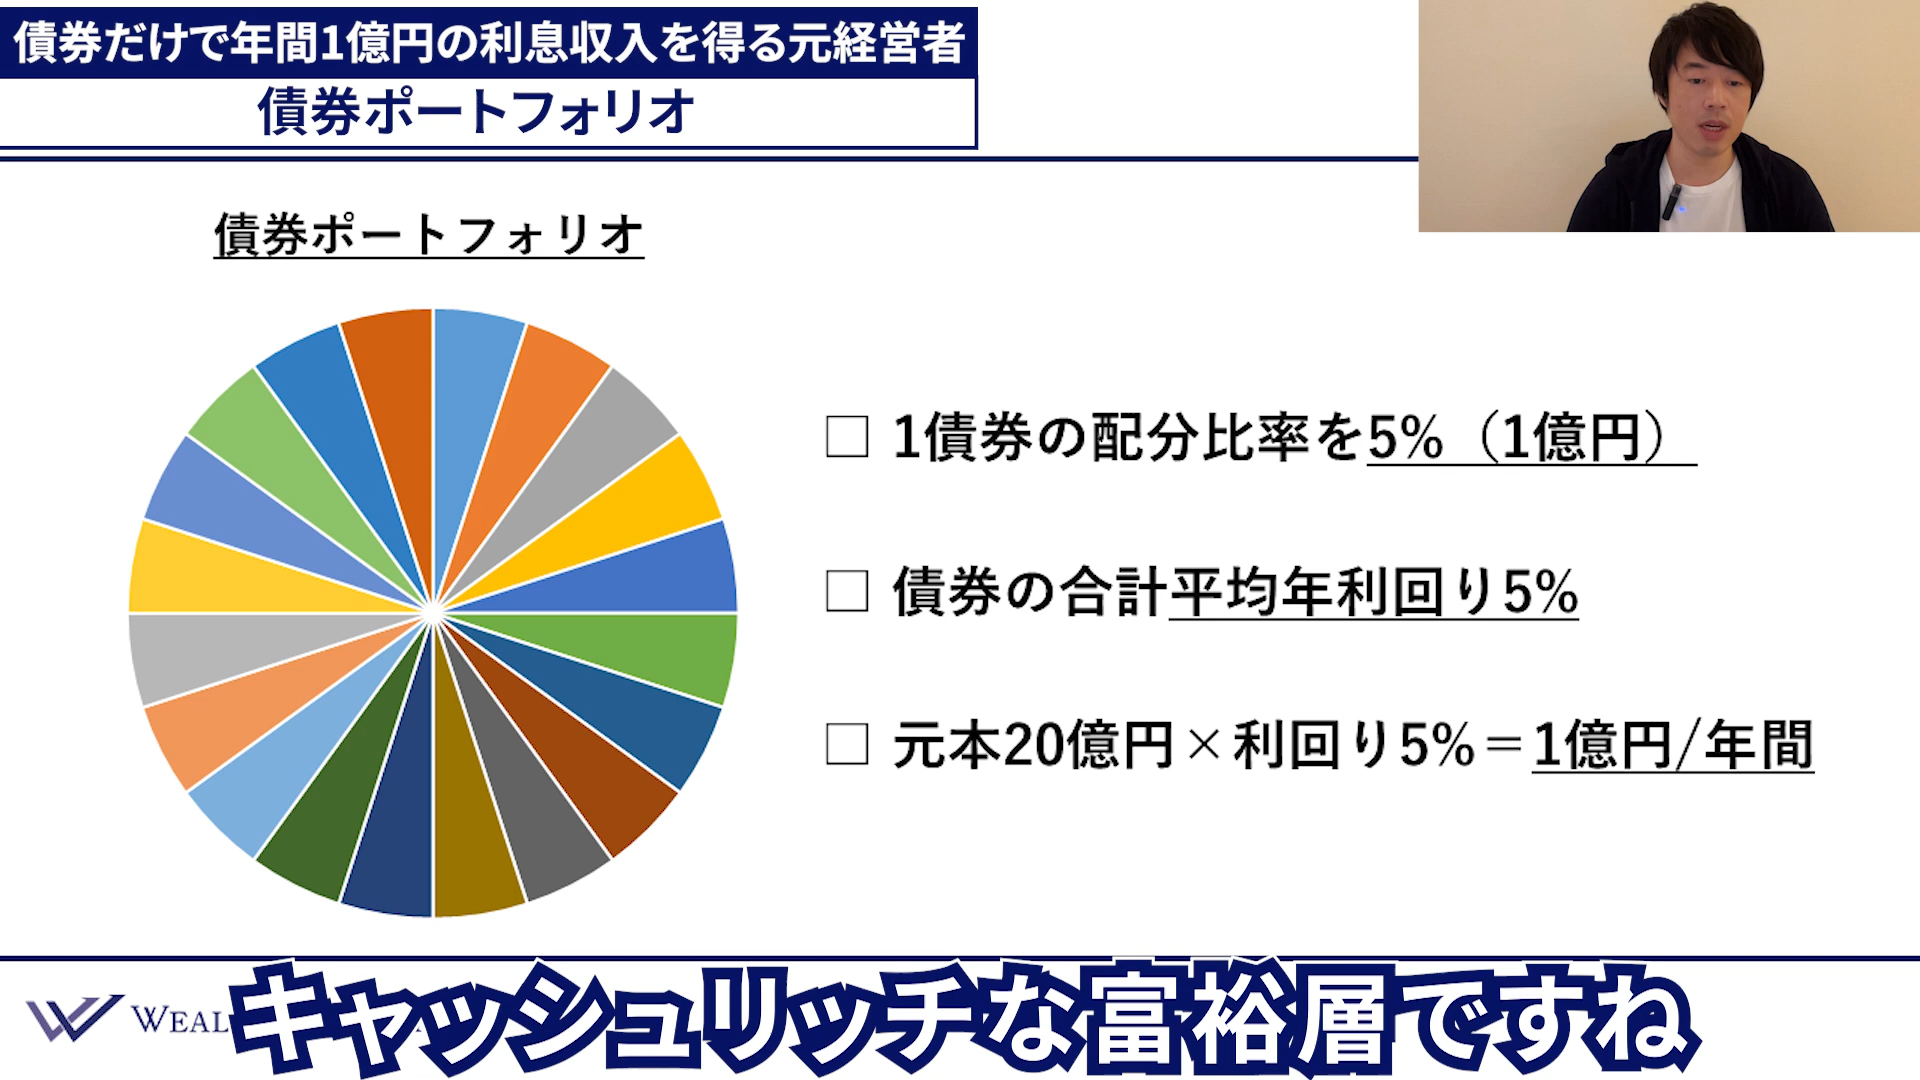 債券だけで年間1億円の利息収入を得る元経営者
債券ポートフォリオ
債券ポートフォリオ
□ 1債券の配分比率を5%（1億円）
□ 債券の合計平均年利回り5%
□ 元本20億円×利回り5%＝1億円/年間
WEAL
キャッシュリッチな富裕層ですね